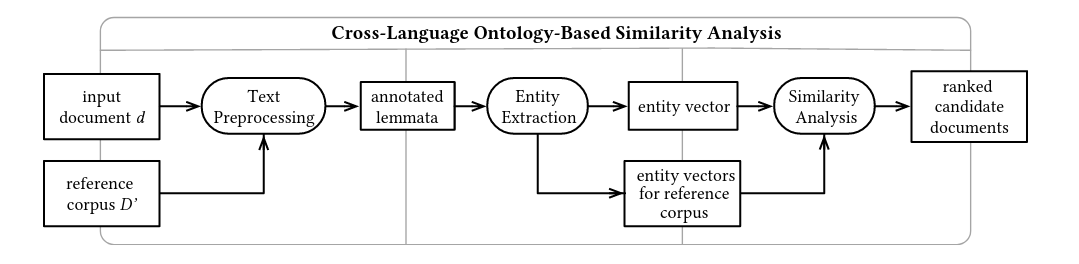 Cross-Language Ontology-Based Similarity Analysis
input
document d
Text
Preprocessing
annotated
lemmata
Entity
Extraction
entity vector
Similarity
Analysis
ranked
candidate
documents
reference
corpus D’
entity vectors
for reference
corpus